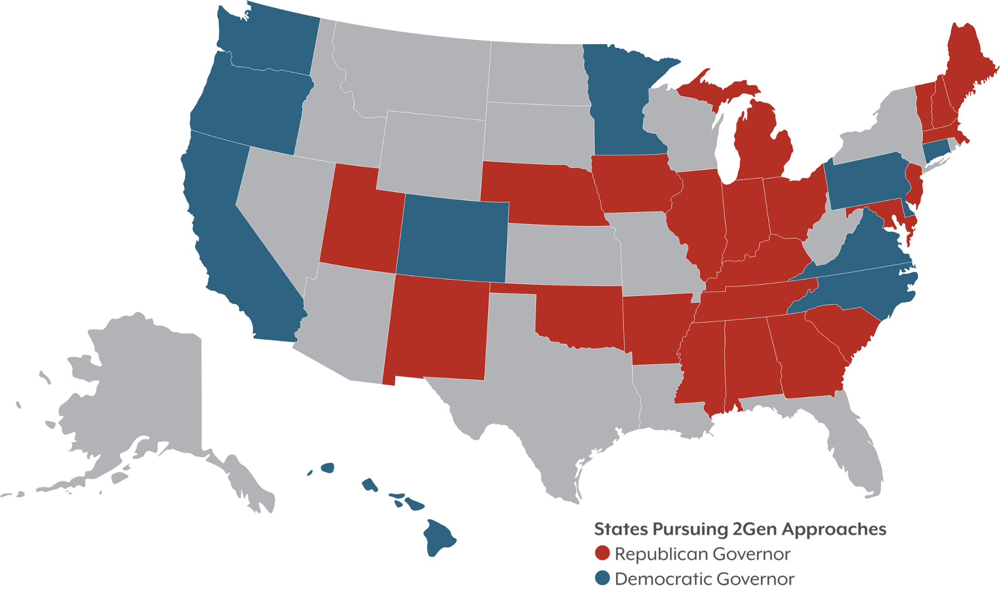 States Pursuing 2Gen Approaches
Republican Governor
Democratic Governor